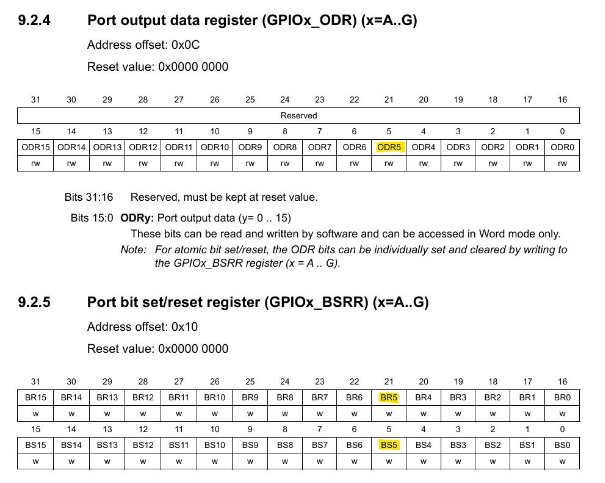 9.2.4 Port output data register (GPIOx_ODR) (x=A..G)
Address offset: 0x0C
Reset value: 0x0000 0000
31 30 29 28 27 26 25 24 23 22 21 20 19 18 17 16
Reserved
15 14 13 12 11 10 9 8 7 6 5 4 3 2 1 0
ODR15 ODR14 ODR13 ODR12 ODR11 ODR10 ODR9 ODR8 ODR7 ODR6 ODR5 ODR4 ODR3 ODR2 ODR1 ODR0
rw rw rw rw rw rw rw rw rw rw rw rw rw rw rw rw
Bits 31:16 Reserved, must be kept at reset value.
Bits 15:0 ODRy: Port output data (y= 0 .. 15)
These bits can be read and written by software and can be accessed in Word mode only.
Note: For atomic bit set/reset, the ODR bits can be individually set and cleared by writing to
the GPIOx_BSRR register (x = A .. G).
9.2.5 Port bit set/reset register (GPIOx_BSRR) (x=A..G)
Address offset: 0x10
Reset value: 0x0000 0000
31 30 29 28 27 26 25 24 23 22 21 20 19 18 17 16
BR15 BR14 BR13 BR12 BR11 BR10 BR9 BR8 BR7 BR6 BR5 BR4 BR3 BR2 BR1 BR0
w w w w w w w w w w w w w w w w
15 14 13 12 11 10 9 8 7 6 5 4 3 2 1 0
BS15 BS14 BS13 BS12 BS11 BS10 BS9 BS8 BS7 BS6 BS5 BS4 BS3 BS2 BS1 BS0
w w w w w w w w w w w w w w w w